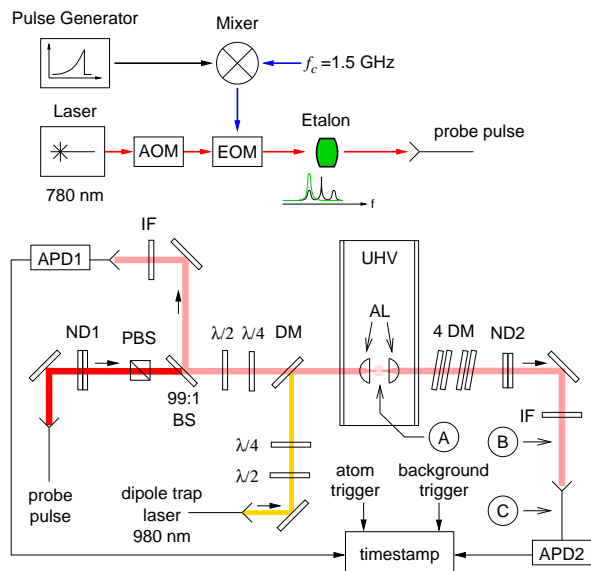 Pulse Generator
Mixer
f_c =1.5 GHz
Laser
AOM
EOM
Etalon
probe pulse
780 nm
f
IF
APD1
UHV
ND1
PBS
λ/2
λ/4
DM
AL
4 DM
ND2
99:1
BS
IF
A
B
λ/4
λ/2
probe
pulse
dipole trap
laser
980 nm
atom
trigger
background
trigger
C
timestamp
APD2